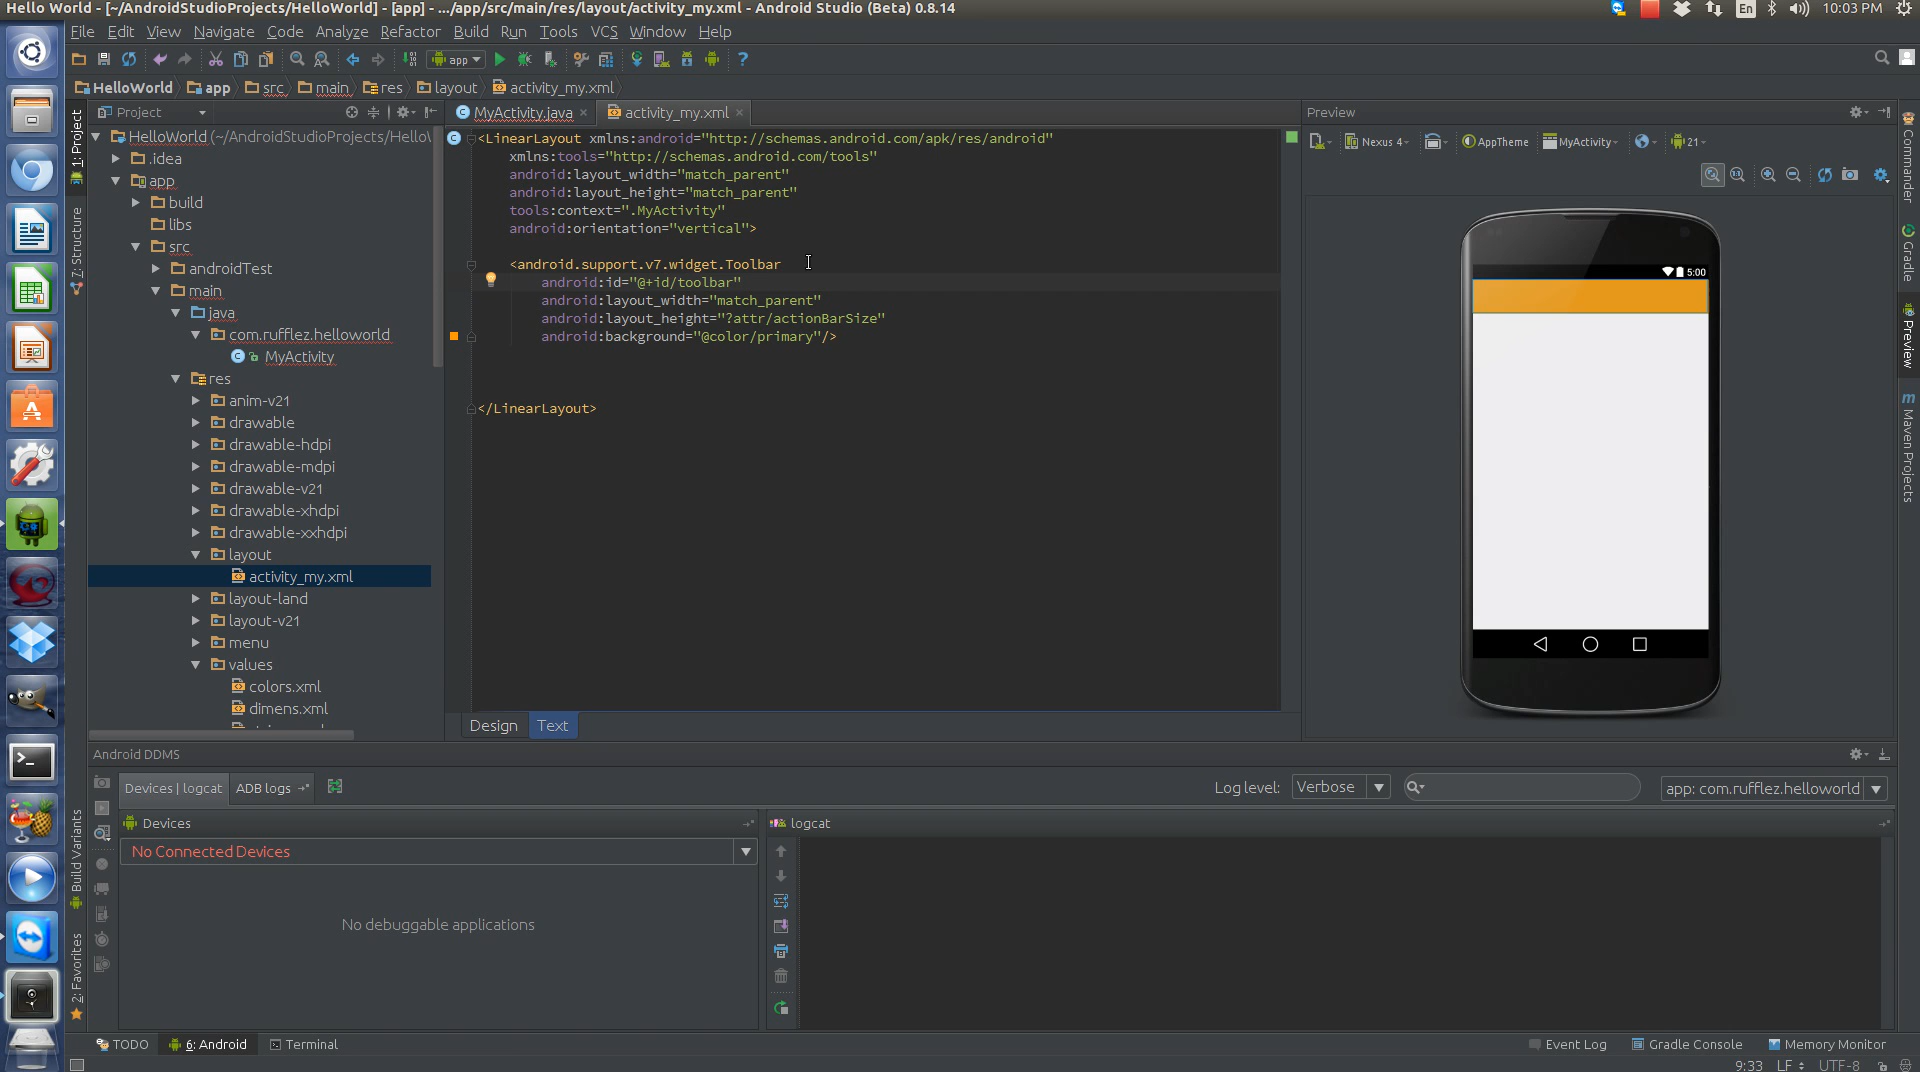 Hello World - [~/AndroidStudioProjects/HelloWorld] - [app] - .../app/src/main/res/layout/activity_my.xml - Android Studio (Beta) 0.8.14
En
10:03 PM
File Edit View Navigate Code Analyze Refactor Build Run Tools VCS Window Help
app
HelloWorld app src main res layout activity_my.xml
Project
MyActivity.java
activity_my.xml
Preview
HelloWorld (~/AndroidStudioProjects/Hello\
.idea
app
build
libs
src
androidTest
main
java
com.rufflez.helloworld
MyActivity
res
anim-v21
drawable
drawable-hdpi
drawable-mdpi
drawable-v21
drawable-xhdpi
drawable-xxhdpi
layout
activity_my.xml
layout-land
layout-v21
menu
values
colors.xml
dimens.xml
<LinearLayout xmlns:android="http://schemas.android.com/apk/res/android"
xmlns:tools="http://schemas.android.com/tools"
android:layout_width="match_parent"
android:layout_height="match_parent"
tools:context=".MyActivity"
android:orientation="vertical">
<android.support.v7.widget.Toolbar
android:id="@+id/toolbar"
android:layout_width="match_parent"
android:layout_height="?attr/actionBarSize"
android:background="@color/primary"/>
</LinearLayout>
Design Text
Nexus 4
AppTheme
MyActivity
21
5:00
1: Project
7: Structure
Build Variants
2: Favorites
Commander
Gradle
Preview
Maven Projects
Android DDMS
Devices | logcat
ADB logs
Log level: Verbose
app: com.rufflez.helloworld
Devices
No Connected Devices
No debuggable applications
logcat
TODO
6: Android
Terminal
Event Log
Gradle Console
Memory Monitor
9:33 LF UTF-8